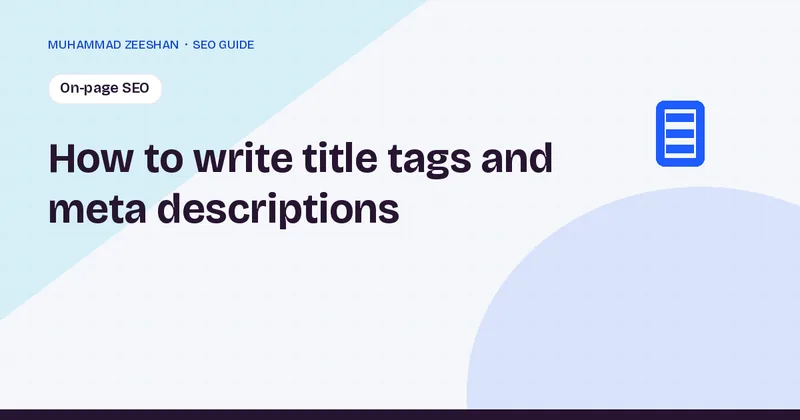 MUHAMMAD ZEESHAN · SEO GUIDE
On-page SEO
How to write title tags and
meta descriptions